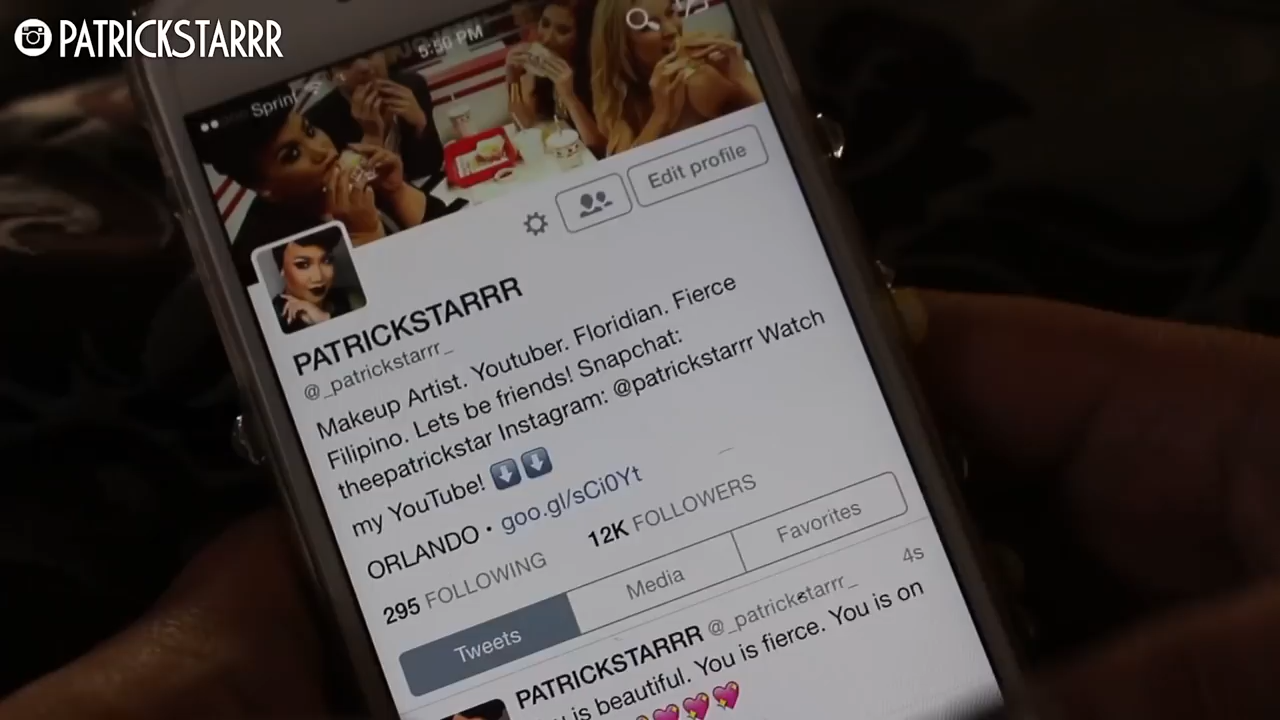 PATRICKSTARRR
5:50 PM
Sprint
Edit profile
PATRICKSTARRR
@_patrickstarrr_
Makeup Artist. Youtuber. Floridian. Fierce
Filipino. Lets be friends! Snapchat:
theepatrickstar Instagram: @patrickstarrr Watch
my YouTube! ⬇️⬇️
ORLANDO • goo.gl/sCi0Yt
295 FOLLOWING 12K FOLLOWERS
Tweets Media Favorites
PATRICKSTARRR @_patrickstarrr_ 4s
is beautiful. You is fierce. You is on
💖💖💖